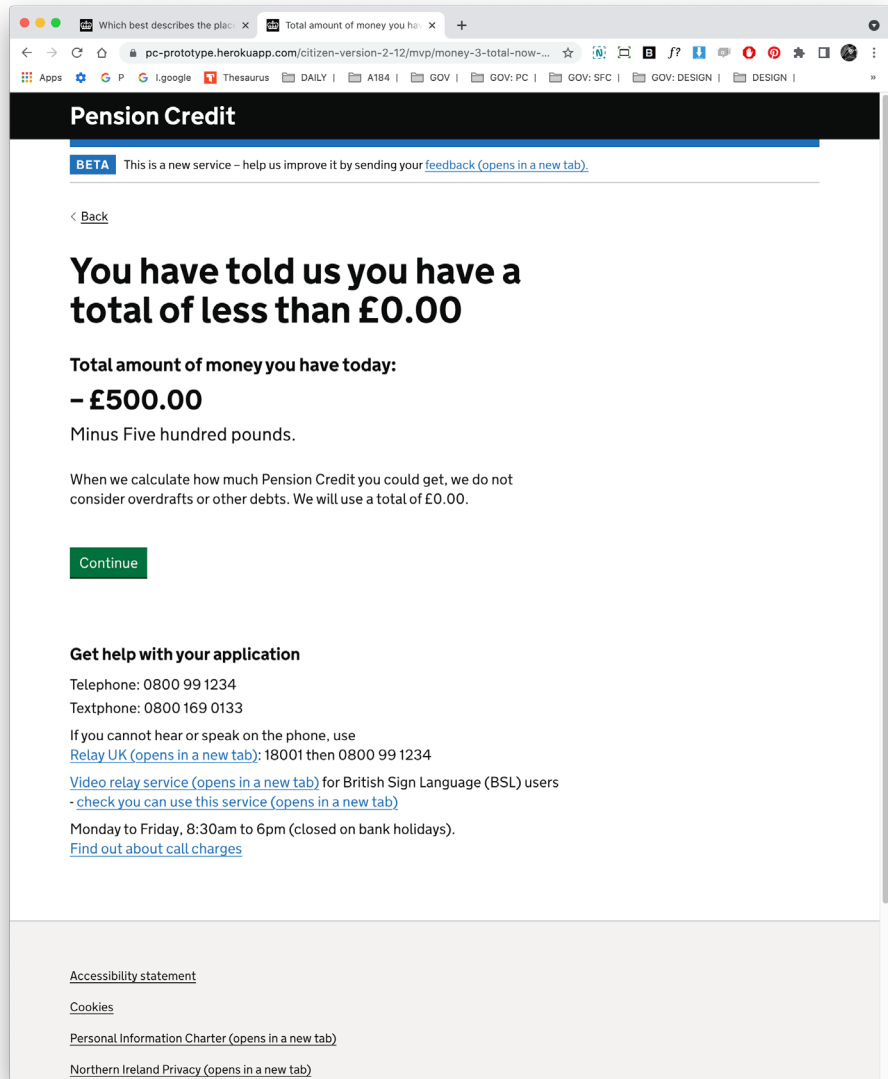 Which best describes the plac
Total amount of money you ha
pc-prototype.herokuapp.com/citizen-version-2-12/mvp/money-3-total-now-...
Apps G P I.google Thesaurus DAILY | A184 | GOV | GOV: PC | GOV: SFC | GOV: DESIGN | DESIGN | »
Pension Credit
BETA This is a new service – help us improve it by sending your feedback (opens in a new tab).
< Back
You have told us you have a
total of less than £0.00
Total amount of money you have today:
– £500.00
Minus Five hundred pounds.
When we calculate how much Pension Credit you could get, we do not
consider overdrafts or other debts. We will use a total of £0.00.
Continue
Get help with your application
Telephone: 0800 99 1234
Textphone: 0800 169 0133
If you cannot hear or speak on the phone, use
Relay UK (opens in a new tab): 18001 then 0800 99 1234
Video relay service (opens in a new tab) for British Sign Language (BSL) users
- check you can use this service (opens in a new tab)
Monday to Friday, 8:30am to 6pm (closed on bank holidays).
Find out about call charges
Accessibility statement
Cookies
Personal Information Charter (opens in a new tab)
Northern Ireland Privacy (opens in a new tab)